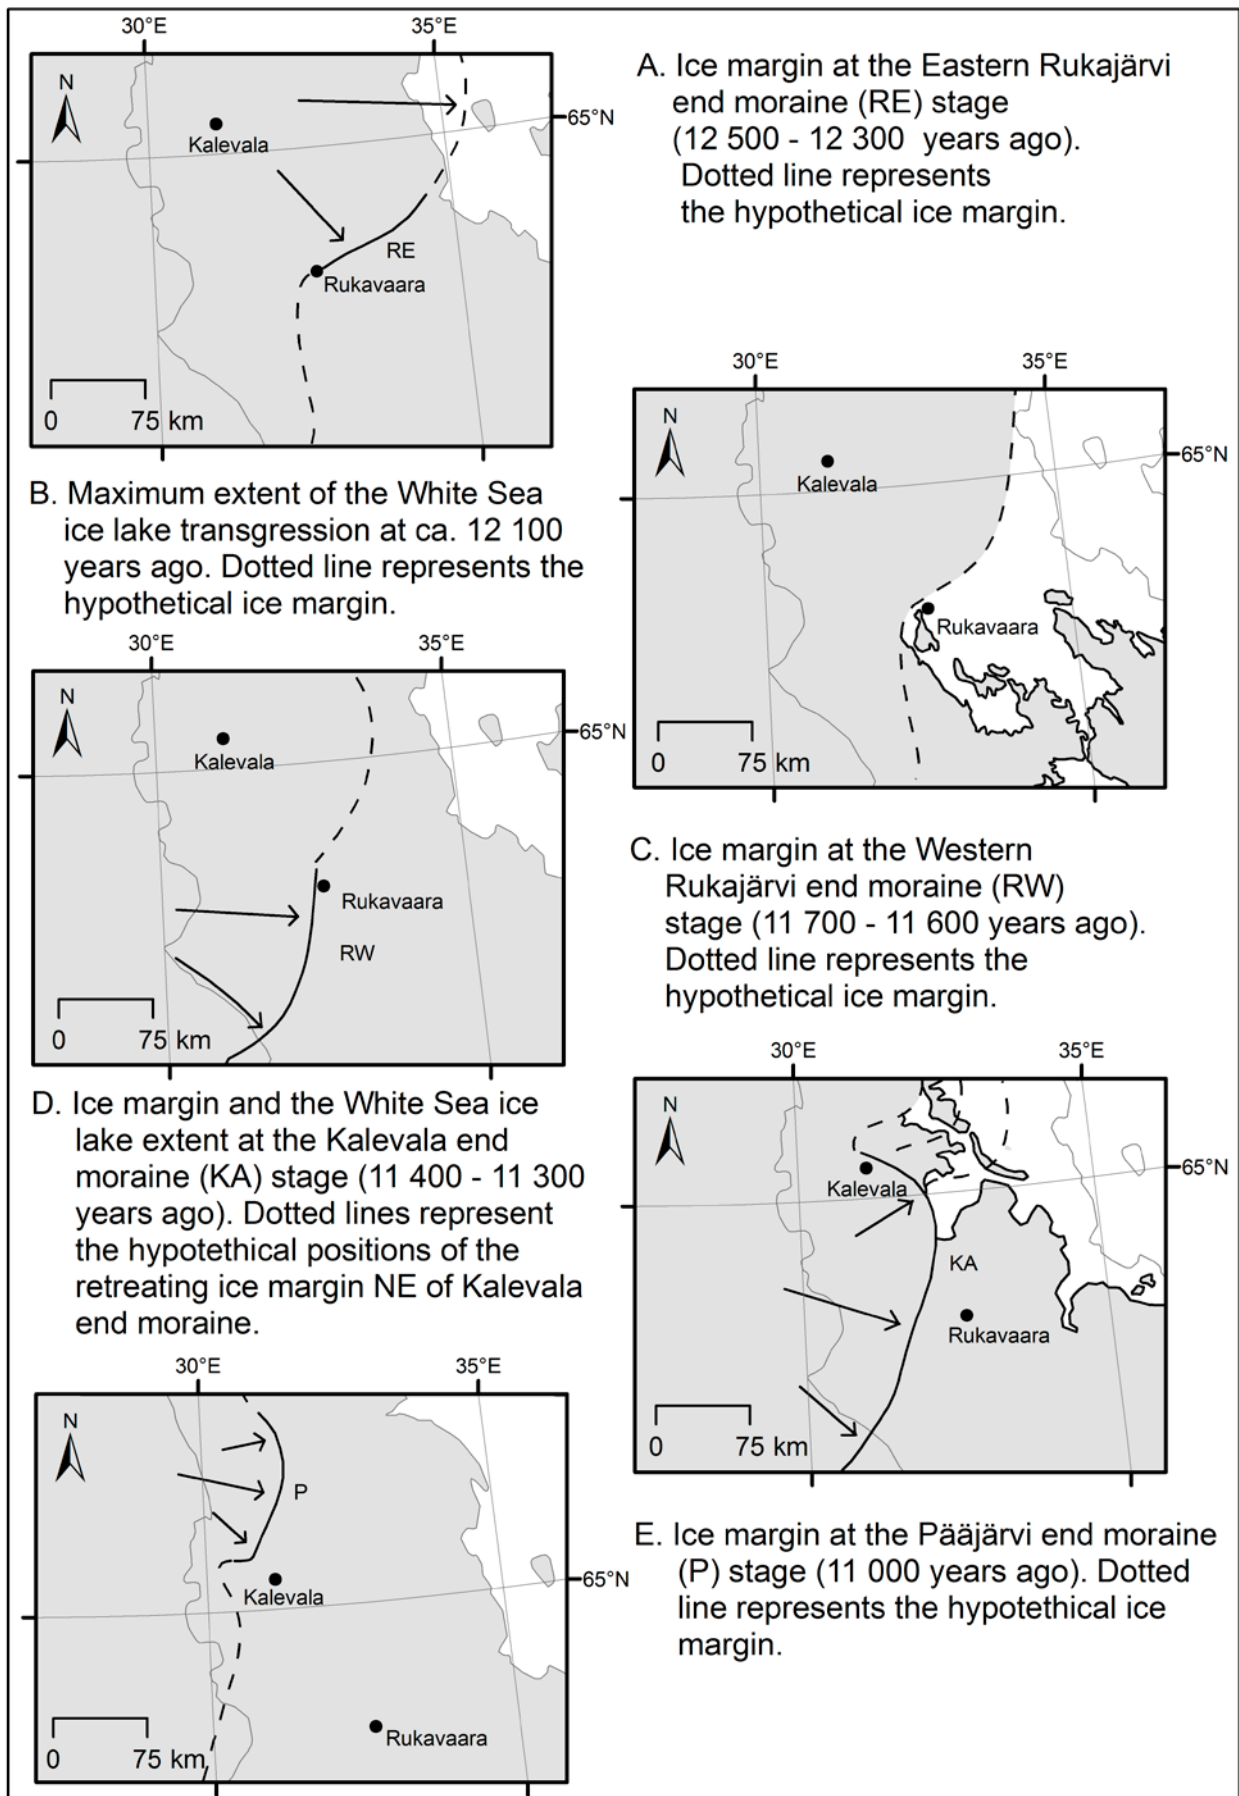 30°E
35°E
N
65°N
Kalevala
RE
Rukavaara
0
75 km
A. Ice margin at the Eastern Rukajärvi
end moraine (RE) stage
(12 500 - 12 300 years ago).
Dotted line represents
the hypothetical ice margin.
30°E
35°E
N
65°N
Kalevala
Rukavaara
0
75 km
B. Maximum extent of the White Sea
ice lake transgression at ca. 12 100
years ago. Dotted line represents the
hypothetical ice margin.
30°E
35°E
N
65°N
Kalevala
Rukavaara
RW
0
75 km
C. Ice margin at the Western
Rukajärvi end moraine (RW)
stage (11 700 - 11 600 years ago).
Dotted line represents the
hypothetical ice margin.
30°E
35°E
N
65°N
Kalevala
KA
Rukavaara
0
75 km
D. Ice margin and the White Sea ice
lake extent at the Kalevala end
moraine (KA) stage (11 400 - 11 300
years ago). Dotted lines represent
the hypotethical positions of the
retreating ice margin NE of Kalevala
end moraine.
30°E
35°E
N
P
65°N
Kalevala
Rukavaara
0
75 km
E. Ice margin at the Pääjärvi end moraine
(P) stage (11 000 years ago). Dotted
line represents the hypotethical ice
margin.